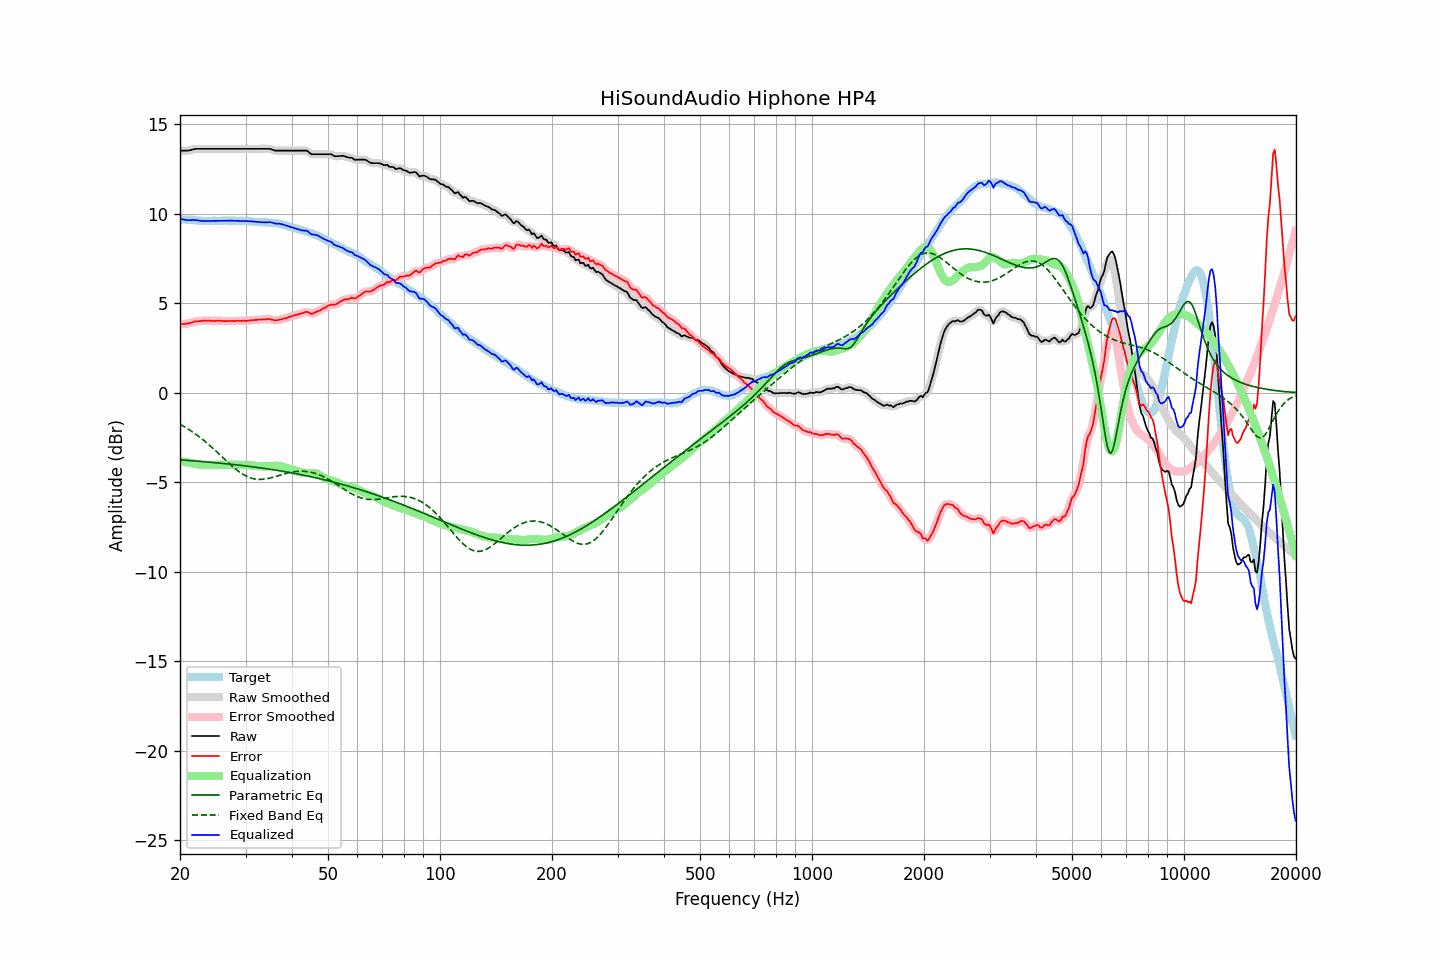 HiSoundAudio Hiphone HP4
15
10
5
0
−5
−10
−15
−20
−25
Amplitude (dBr)
Target
Raw Smoothed
Error Smoothed
Raw
Error
Equalization
Parametric Eq
Fixed Band Eq
Equalized
20 50 100 200 500 1000 2000 5000 10000 20000
Frequency (Hz)